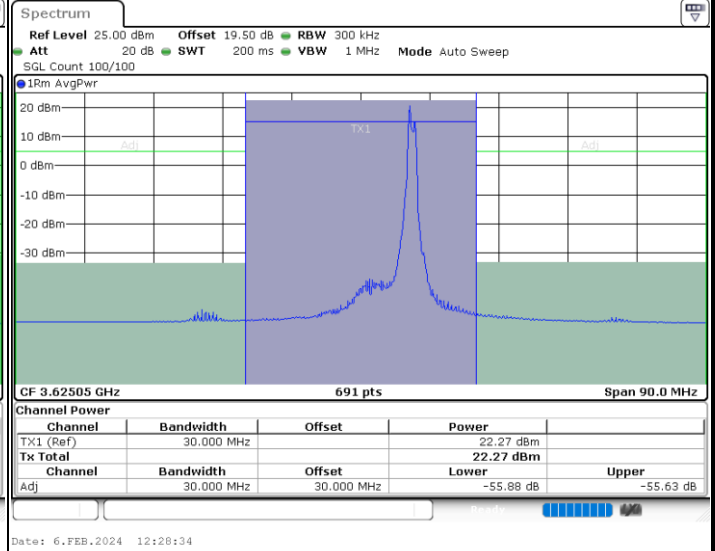 Spectrum
Ref Level 25.00 dBm Offset 19.50 dB RBW 300 kHz
Att 20 dB SWT 200 ms VBW 1 MHz Mode Auto Sweep
SGL Count 100/100
1Rm AvgPwr
20 dBm
TX1
10 dBm
Adj Adj
0 dBm
-10 dBm
-20 dBm
-30 dBm
CF 3.62505 GHz 691 pts Span 90.0 MHz
Channel Power
Channel Bandwidth Offset Power
TX1 (Ref) 30.000 MHz 22.27 dBm
Tx Total 22.27 dBm
Channel Bandwidth Offset Lower Upper
Adj 30.000 MHz 30.000 MHz -55.88 dB -55.63 dB
Ready
Date: 6.FEB.2024 12:28:34